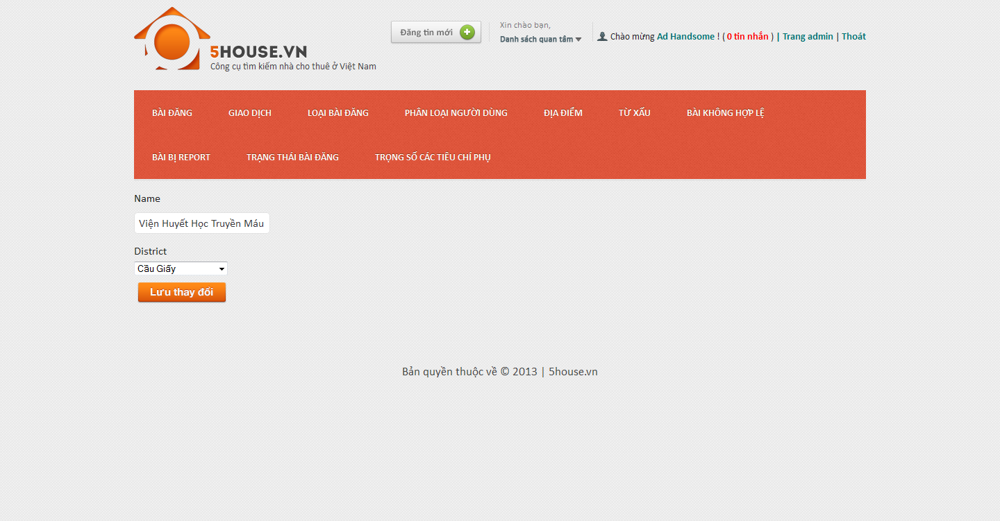 5HOUSE.VN
Công cụ tìm kiếm nhà cho thuê ở Việt Nam
Đăng tin mới
Xin chào bạn,
Danh sách quan tâm
Chào mừng Ad Handsome ! ( 0 tin nhắn ) | Trang admin | Thoát
BÀI ĐĂNG GIAO DỊCH LOẠI BÀI ĐĂNG PHÂN LOẠI NGƯỜI DÙNG ĐỊA ĐIỂM TỪ XẤU BÀI KHÔNG HỢP LỆ
BÀI BỊ REPORT TRẠNG THÁI BÀI ĐĂNG TRỌNG SỐ CÁC TIÊU CHÍ PHỤ
Name
Viện Huyết Học Truyền Máu
District
Cầu Giấy
Lưu thay đổi
Bản quyền thuộc về © 2013 | 5house.vn